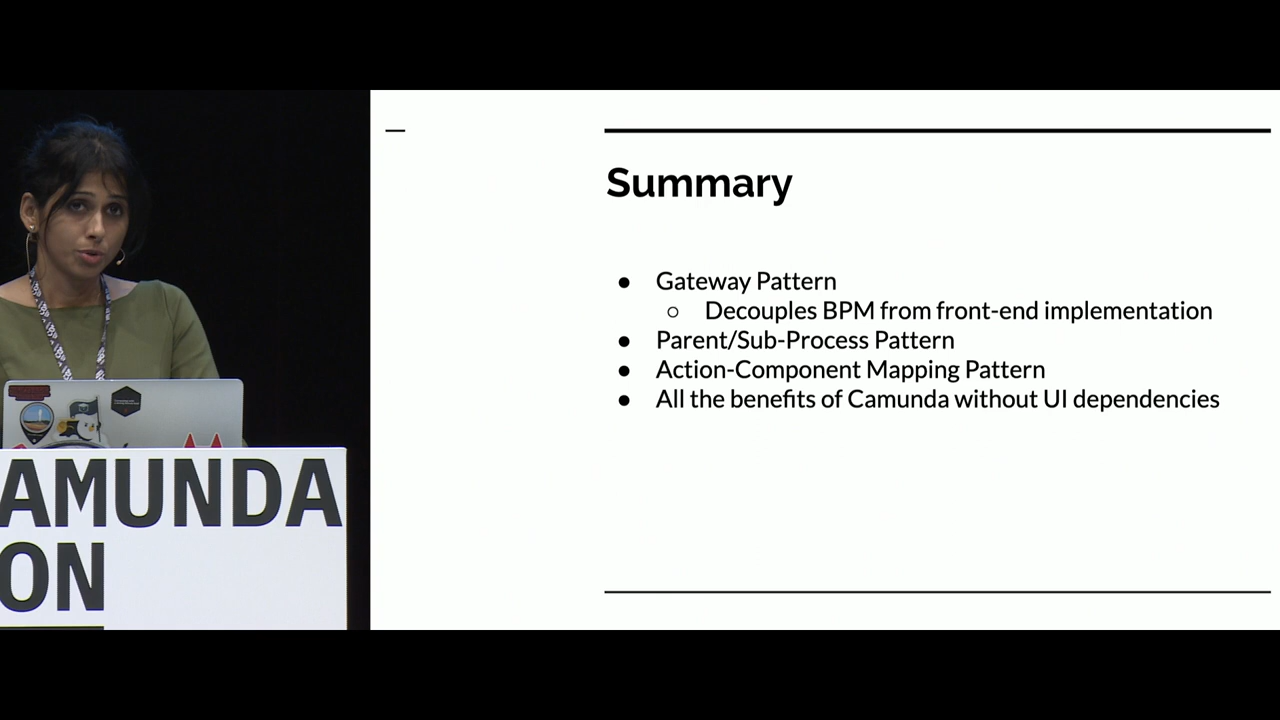 Summary
● Gateway Pattern
○ Decouples BPM from front-end implementation
● Parent/Sub-Process Pattern
● Action-Component Mapping Pattern
● All the benefits of Camunda without UI dependencies
AMUNDA
ON